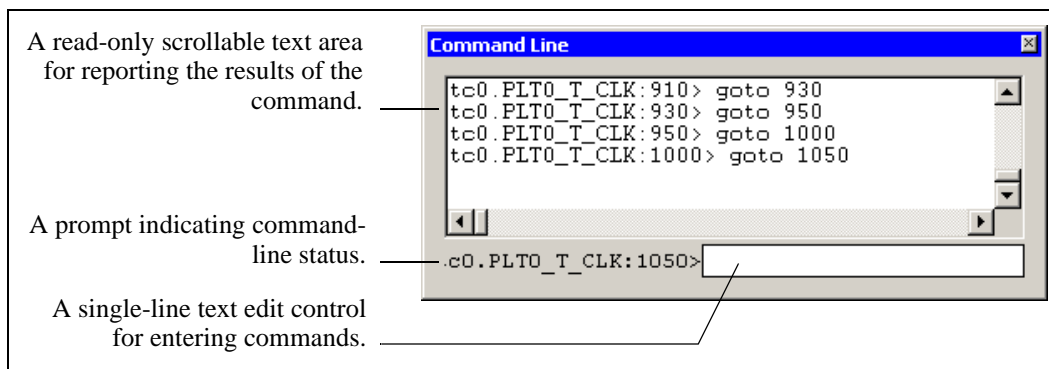 A read-only scrollable text area
for reporting the results of the
command.
Command Line
tc0.PLT0_T_CLK:910> goto 930
tc0.PLT0_T_CLK:930> goto 950
tc0.PLT0_T_CLK:950> goto 1000
tc0.PLT0_T_CLK:1000> goto 1050
A prompt indicating command-
line status.
.c0.PLT0_T_CLK:1050>
A single-line text edit control
for entering commands.